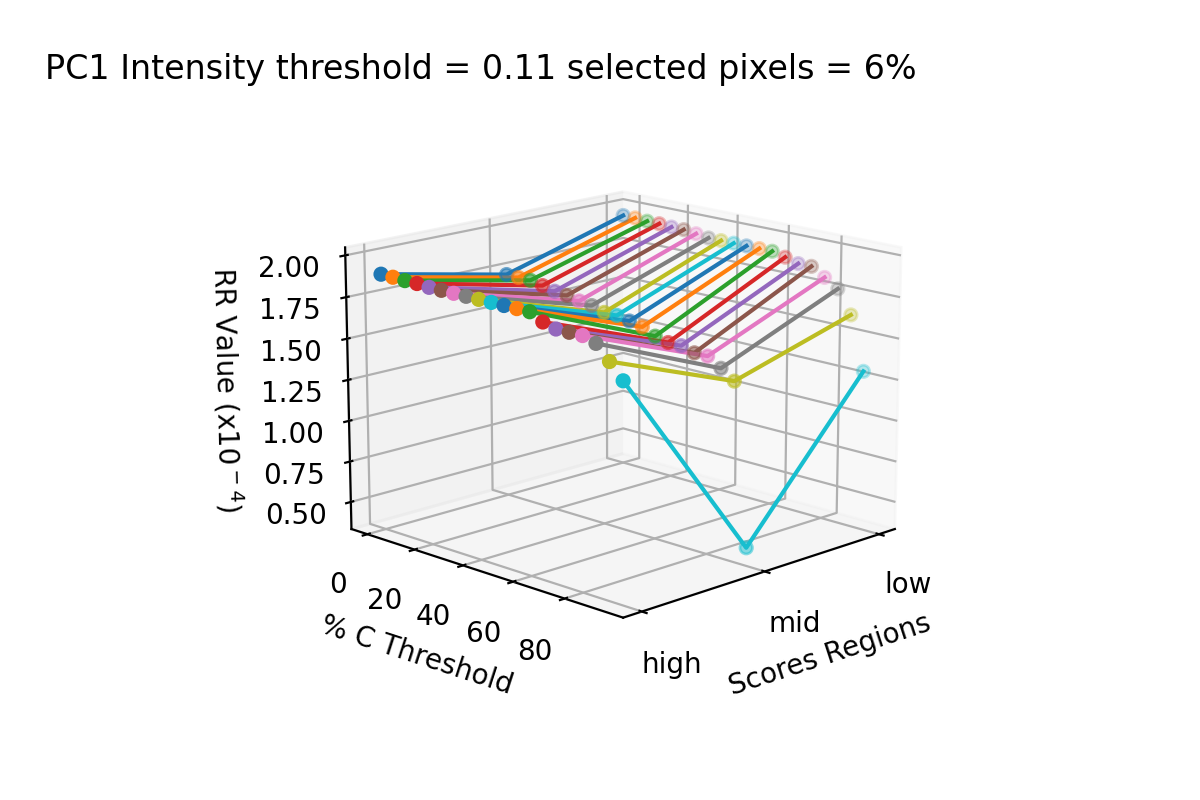 PC1 Intensity threshold = 0.11 selected pixels = 6%
2.00
1.75
1.50
1.25
1.00
0.75
0.50
RR Value (x10⁻⁴)
0
20
40
60
80
% C Threshold
high
mid
low
Scores Regions